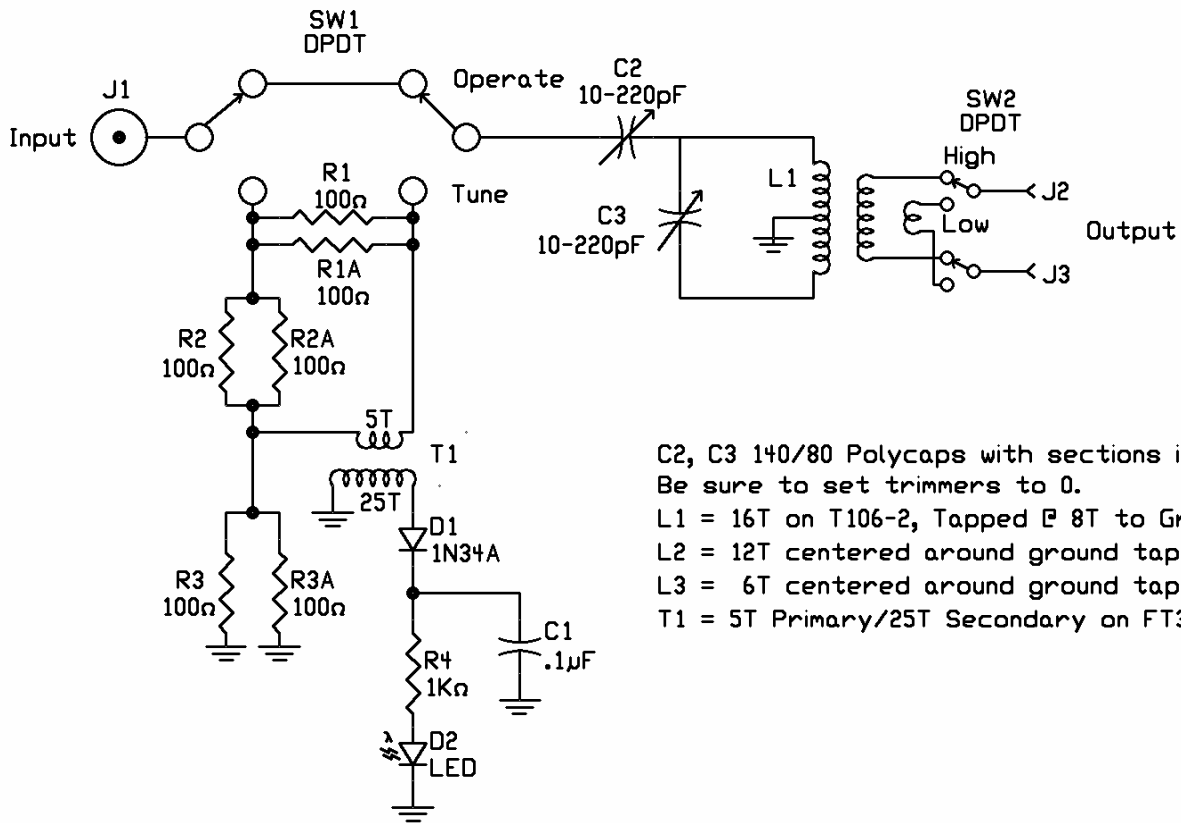 SW1
DPDT
J1
Input
Operate
Tune
C2
10-220pF
C3
10-220pF
L1
SW2
DPDT
High
Low
J2
J3
Output
R1
100Ω
R1A
100Ω
R2
100Ω
R2A
100Ω
5T
T1
25T
D1
1N34A
R3
100Ω
R3A
100Ω
R4
1KΩ
C1
.1µF
λ
D2
LED
C2, C3 140/80 Polycaps with sections i
Be sure to set trimmers to 0.
L1 = 16T on T106-2, Tapped @ 8T to Gr
L2 = 12T centered around ground tap
L3 = 6T centered around ground tap
T1 = 5T Primary/25T Secondary on FT3